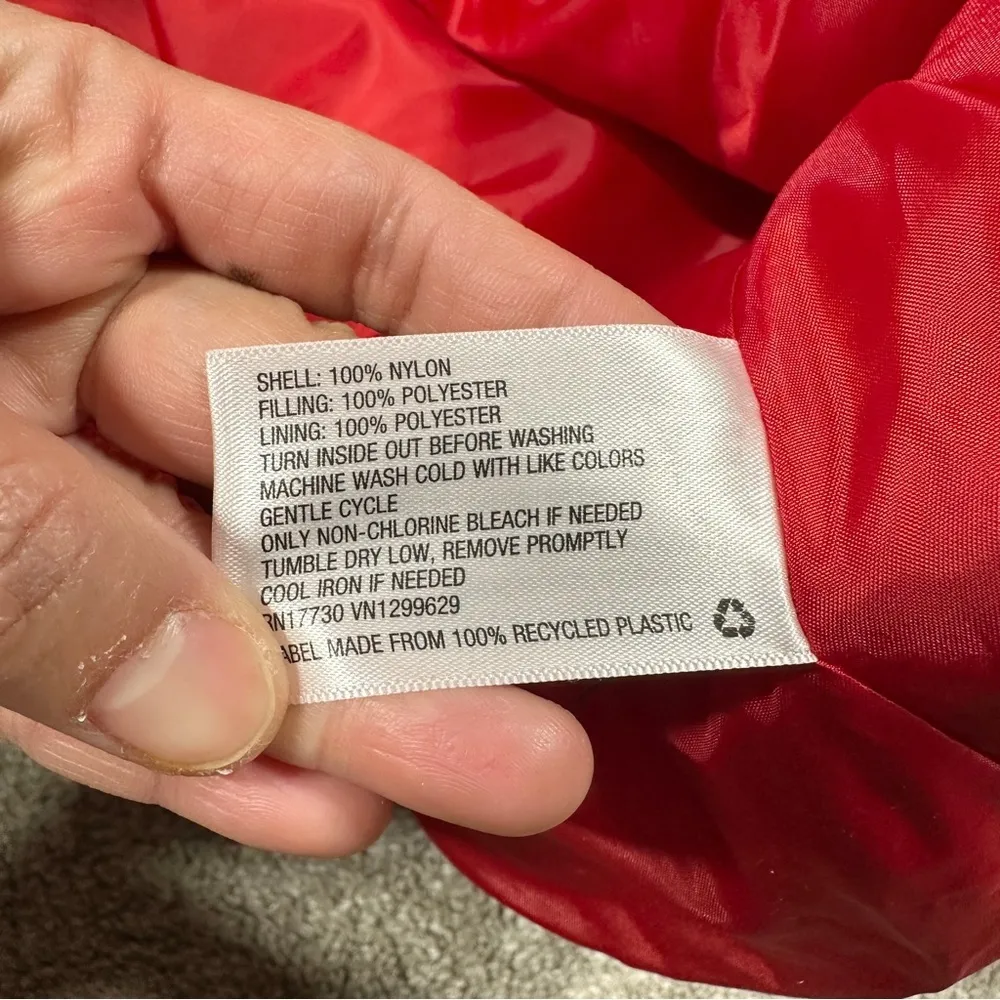 SHELL: 100% NYLON
FILLING: 100% POLYESTER
LINING: 100% POLYESTER
TURN INSIDE OUT BEFORE WASHING
MACHINE WASH COLD WITH LIKE COLORS
GENTLE CYCLE
ONLY NON-CHLORINE BLEACH IF NEEDED
TUMBLE DRY LOW, REMOVE PROMPTLY
COOL IRON IF NEEDED
RN17730 VN1299629
ABEL MADE FROM 100% RECYCLED PLASTIC